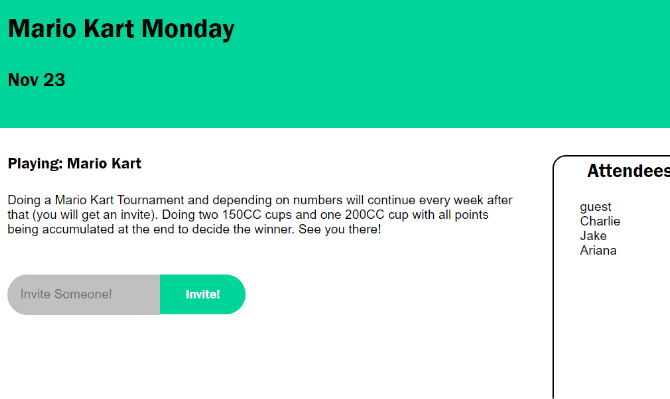 Mario Kart Monday
Nov 23
Playing: Mario Kart
Doing a Mario Kart Tournament and depending on numbers will continue every week after
that (you will get an invite). Doing two 150CC cups and one 200CC cup with all points
being accumulated at the end to decide the winner. See you there!
Invite Someone!
Invite!
Attendees
guest
Charlie
Jake
Ariana